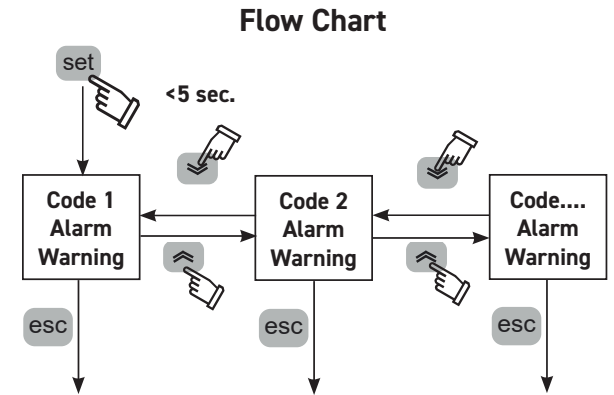 Flow Chart
set
<5 sec.
Code 1
Alarm
Warning
Code 2
Alarm
Warning
Code....
Alarm
Warning
esc
esc
esc